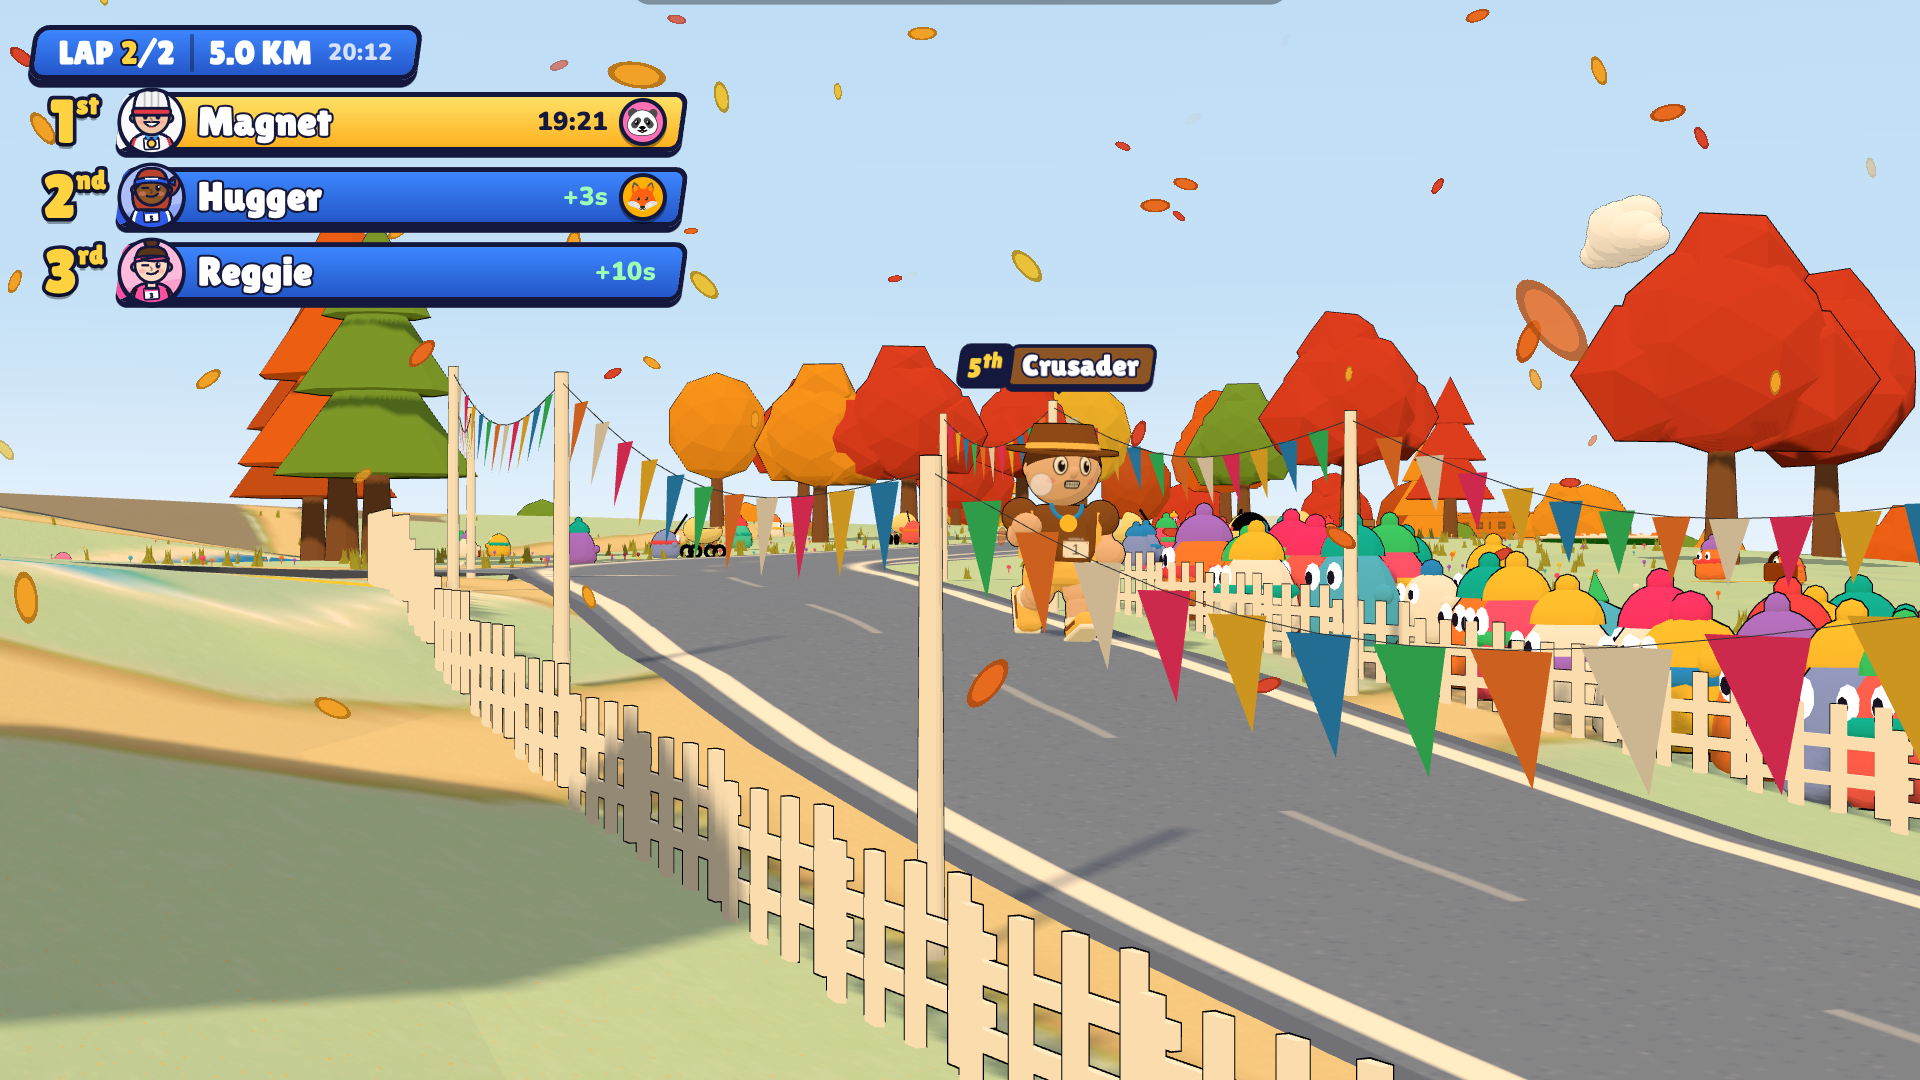 LAP 2/2 5.0 KM 20:12
1st Magnet 19:21
2nd Hugger +3s
3rd Reggie +10s
5th Crusader
1